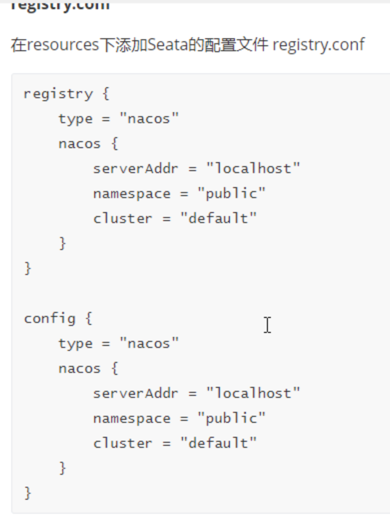 registry.conf
在resources下添加Seata的配置文件 registry.conf
registry {
    type = "nacos"
    nacos {
        serverAddr = "localhost"
        namespace = "public"
        cluster = "default"
    }
}
config {
    type = "nacos"
    nacos {
        serverAddr = "localhost"
        namespace = "public"
        cluster = "default"
    }
}